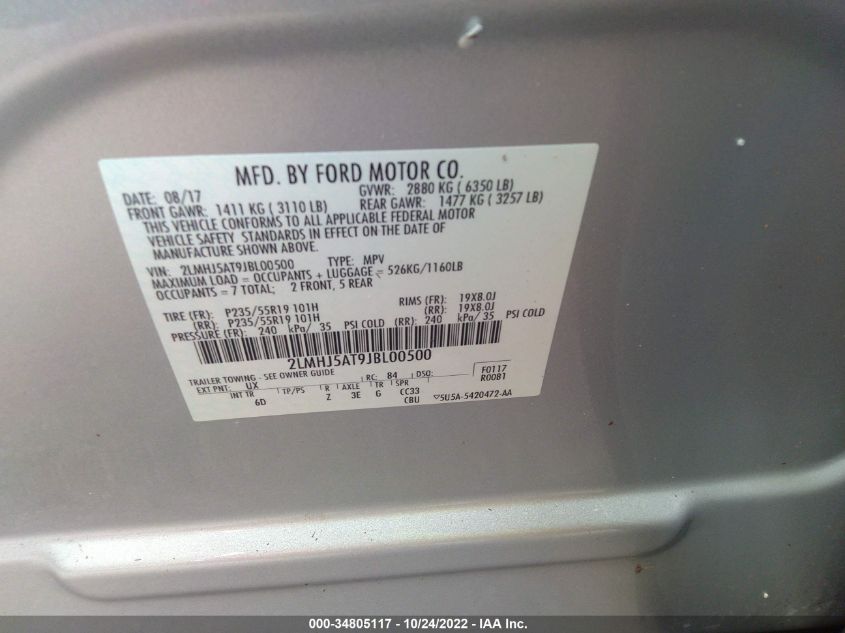 MFD. BY FORD MOTOR CO.
DATE: 08/17 GVWR: 2880 KG ( 6350 LB)
FRONT GAWR: 1411 KG ( 3110 LB) REAR GAWR: 1477 KG ( 3257 LB)
THIS VEHICLE CONFORMS TO ALL APPLICABLE FEDERAL MOTOR
VEHICLE SAFETY STANDARDS IN EFFECT ON THE DATE OF
MANUFACTURE SHOWN ABOVE.
VIN: 2LMHJ5AT9JBL00500 TYPE: MPV
MAXIMUM LOAD = OCCUPANTS + LUGGAGE = 526KG/1160LB
OCCUPANTS = 7 TOTAL; 2 FRONT, 5 REAR
TIRE (FR): P235/55R19 101H RIMS (FR): 19X8.0J
(RR): P235/55R19 101H (RR): 19X8.0J
PRESSURE (FR): 240 kPa/ 35 PSI COLD (RR): 240 kPa/ 35 PSI COLD
2LMHJ5AT9JBL00500
TRAILER TOWING - SEE OWNER GUIDE RC: 84 DSO: F0117
EXT PNT: UX R0081
INT TR TP/PS R AXLE TR SPR CC33
6D Z 3E G CBU ▽5U5A-5420472-AA
000-34805117 - 10/24/2022 - IAA Inc.